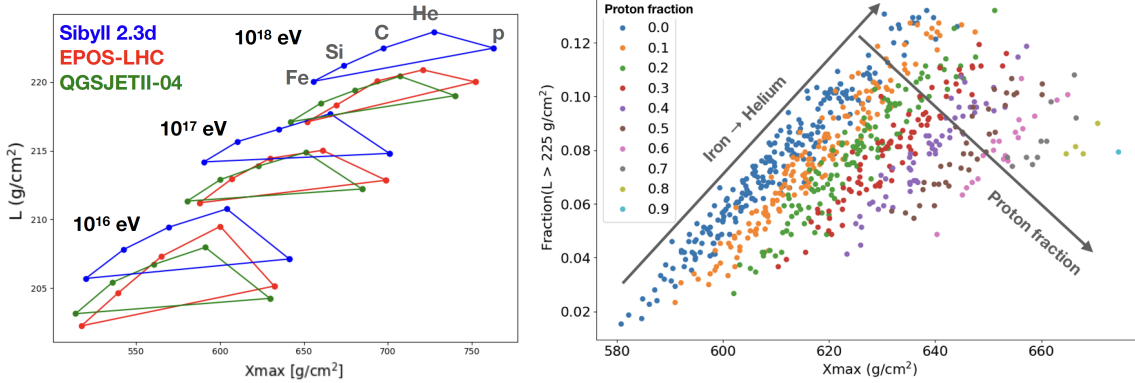 Sibyll 2.3d
EPOS-LHC
QGSJETII-04
10¹⁸ eV
He
C
p
Si
Fe
10¹⁷ eV
10¹⁶ eV
220
215
210
205
L (g/cm²)
550
600
650
700
750
Xmax [g/cm²]
Proton fraction
0.0
0.1
0.2
0.3
0.4
0.5
0.6
0.7
0.8
0.9
Iron → Helium
Proton fraction
0.12
0.10
0.08
0.06
0.04
0.02
Fraction(L > 225 g/cm²)
580
600
620
640
660
Xmax (g/cm²)